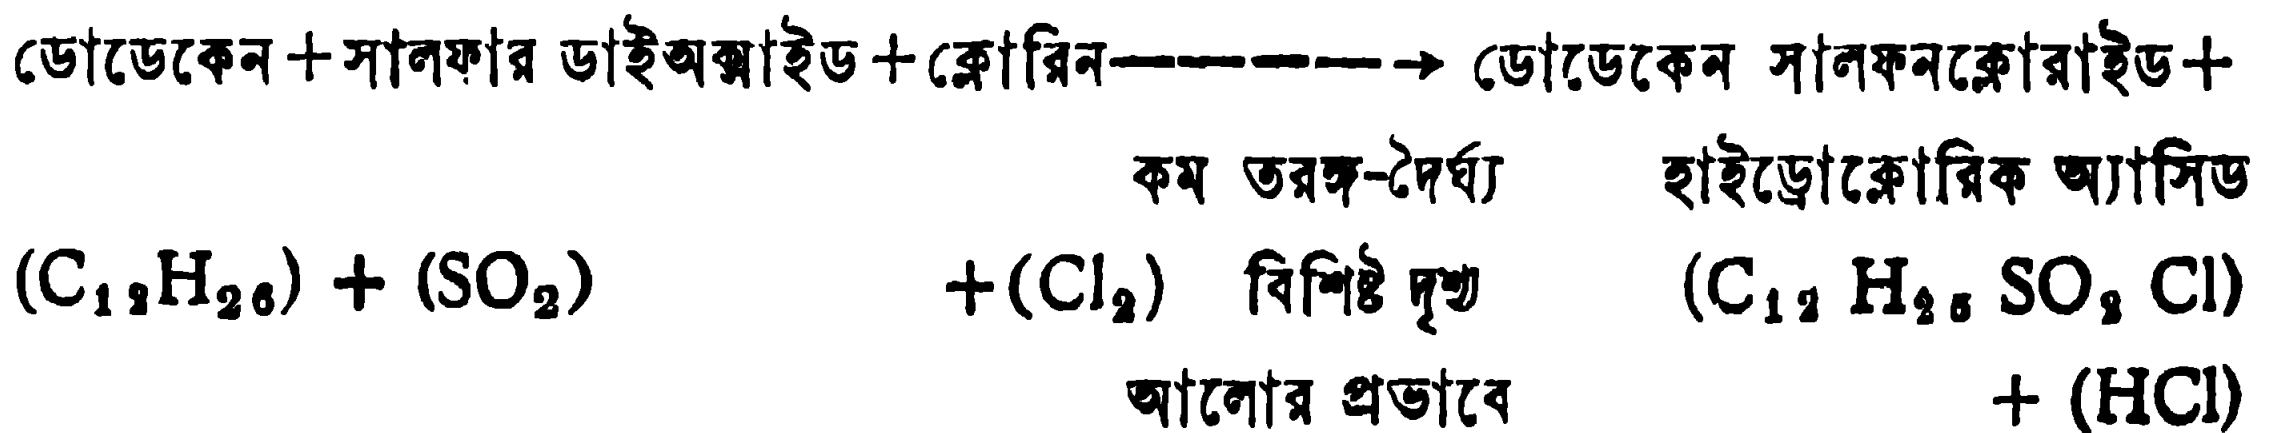 ডোডেকেন + সালফার ডাইঅক্সাইড + ক্লোরিন – – – – → ডোডেকেন সালফনক্লোরাইড +
কম তরঙ্গ-দৈর্ঘ্য হাইড্রোক্লোরিক অ্যাসিড
(C₁₂H₂₆) + (SO₂) + (Cl₂) বিশিষ্ট দৃশ্য (C₁₂ H₂₅ SO₂ Cl)
আলোর প্রভাবে + (HCl)